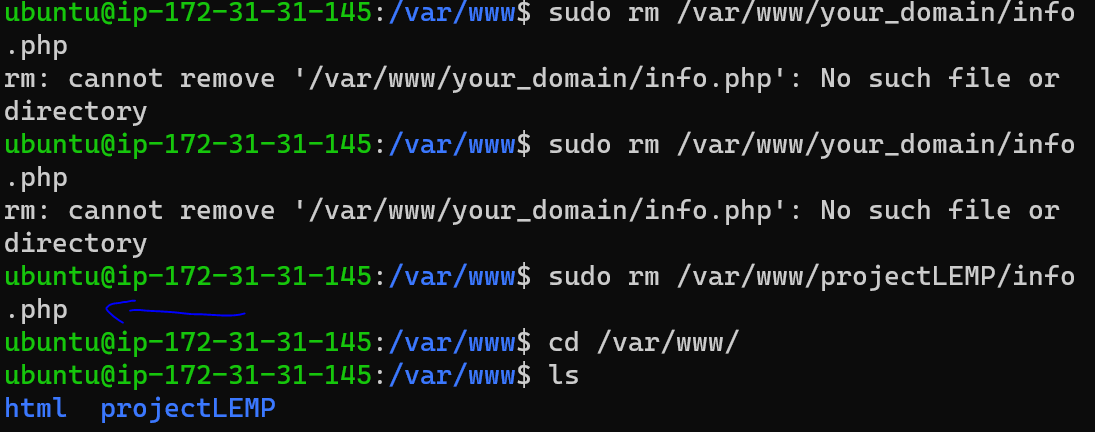 ubuntu@ip-172-31-31-145:/var/www$ sudo rm /var/www/your_domain/info
.php
rm: cannot remove '/var/www/your_domain/info.php': No such file or
directory
ubuntu@ip-172-31-31-145:/var/www$ sudo rm /var/www/your_domain/info
.php
rm: cannot remove '/var/www/your_domain/info.php': No such file or
directory
ubuntu@ip-172-31-31-145:/var/www$ sudo rm /var/www/projectLEMP/info
.php
ubuntu@ip-172-31-31-145:/var/www$ cd /var/www/
ubuntu@ip-172-31-31-145:/var/www$ ls
html  projectLEMP